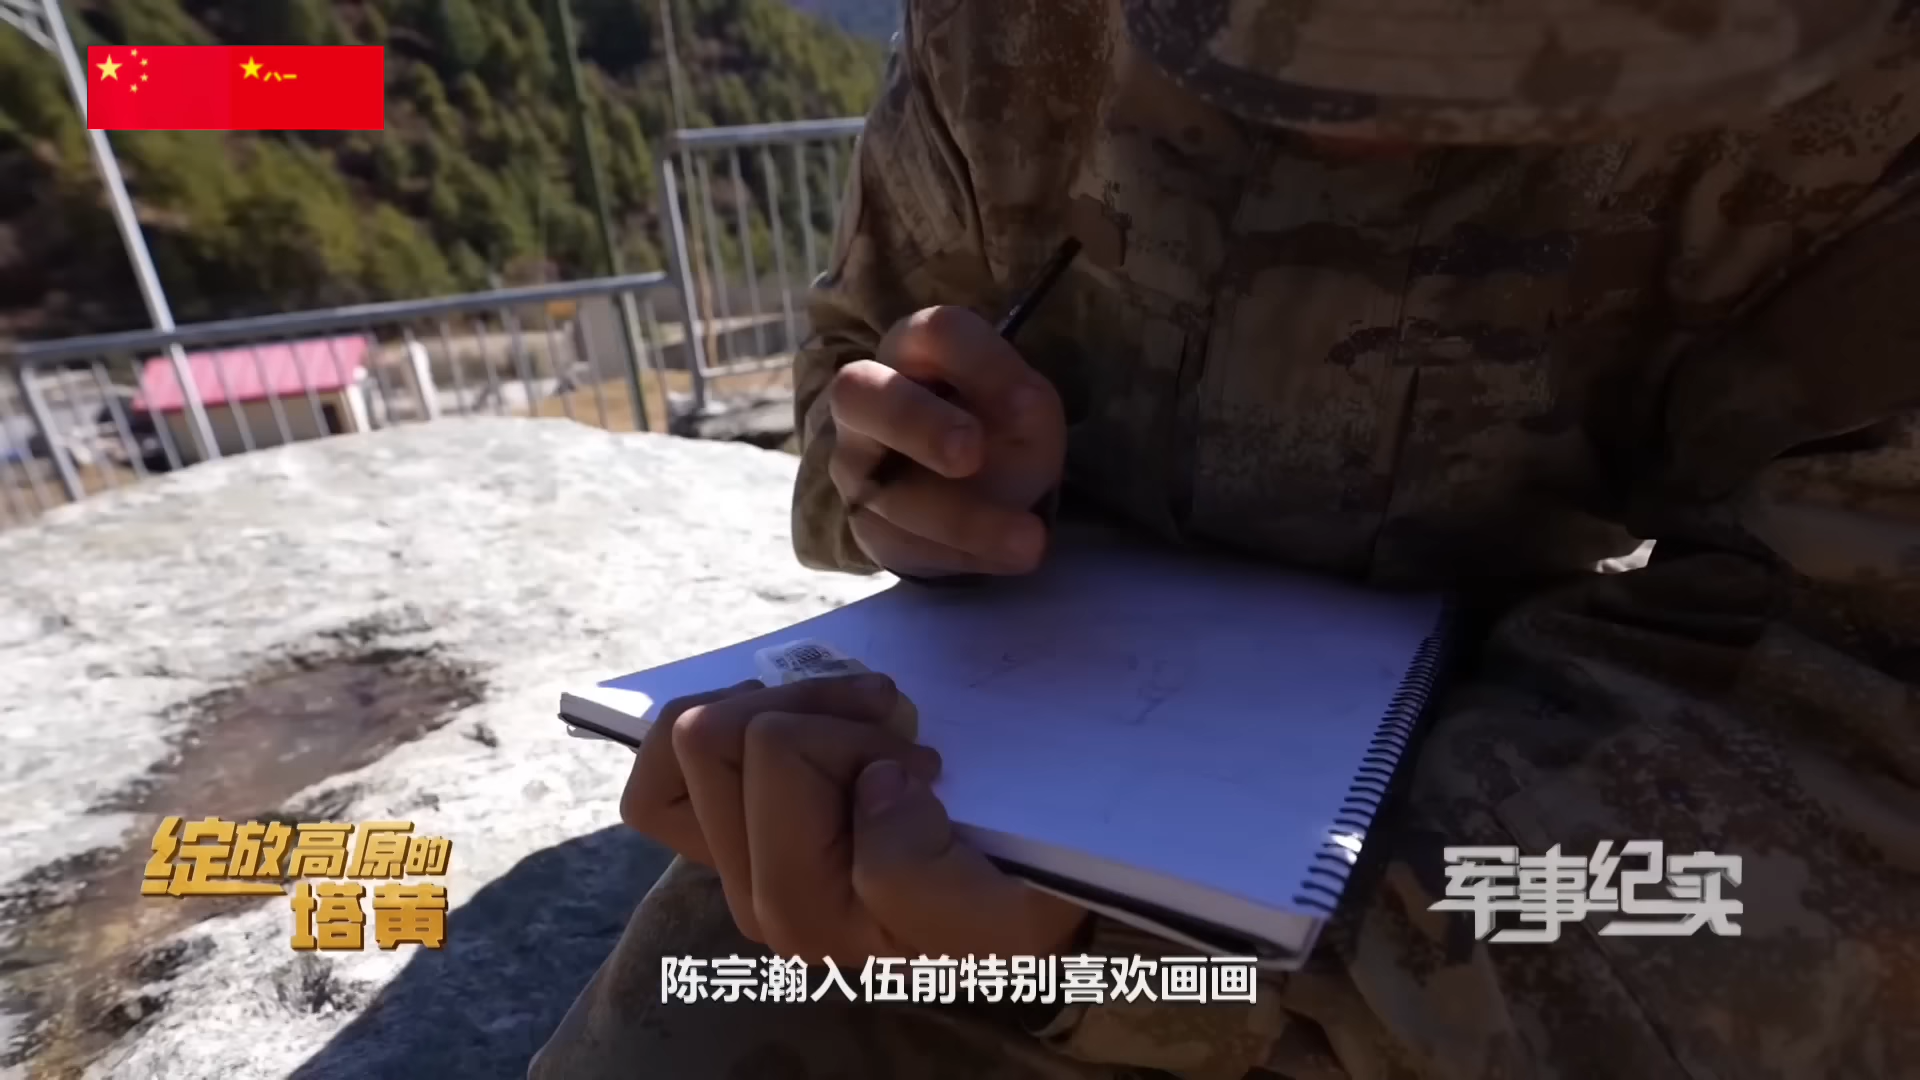 八一
绽放高原的
塔黄
军事纪实
陈宗瀚入伍前特别喜欢画画